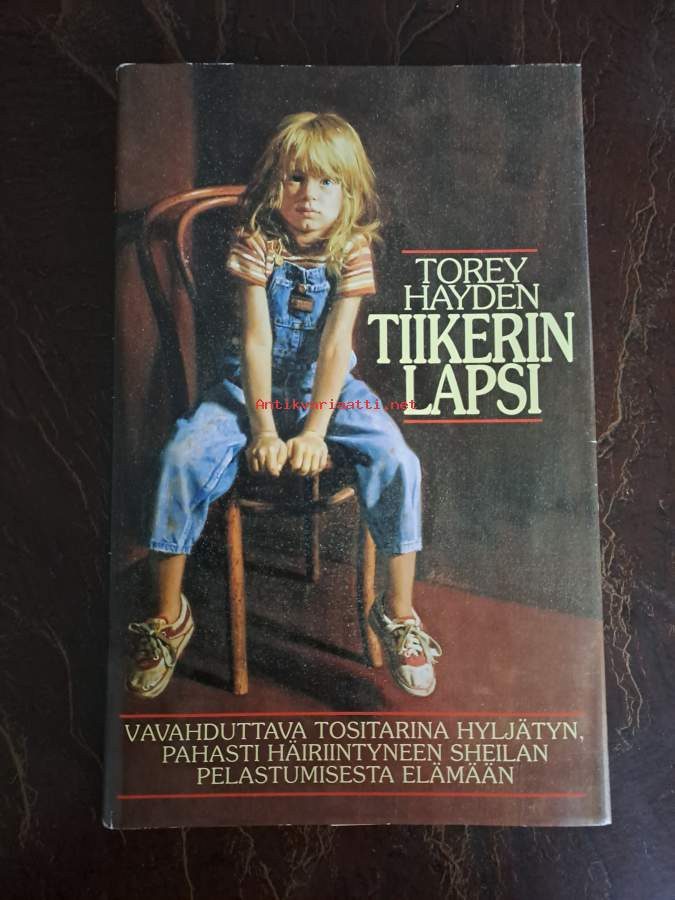 TOREY
HAYDEN
TIIKERIN
LAPSI
Antikvariaatti.net
VAVAHDUTTAVA TOSITARINA HYLJÄTYN,
PAHASTI HÄIRIINTYNEEN SHEILAN
PELASTUMISESTA ELÄMÄÄN